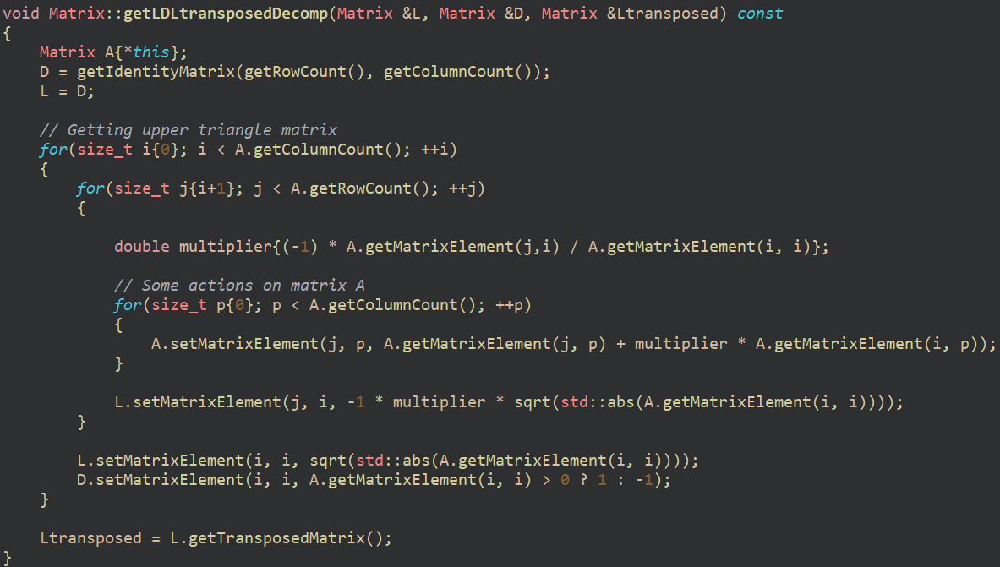 void Matrix::getLDLtransposedDecomp(Matrix &L, Matrix &D, Matrix &Ltransposed) const
{
    Matrix A{*this};
    D = getIdentityMatrix(getRowCount(), getColumnCount());
    L = D;

    // Getting upper triangle matrix
    for(size_t i{0}; i < A.getColumnCount(); ++i)
    {
        for(size_t j{i+1}; j < A.getRowCount(); ++j)
        {

            double multiplier{(-1) * A.getMatrixElement(j,i) / A.getMatrixElement(i, i)};

            // Some actions on matrix A
            for(size_t p{0}; p < A.getColumnCount(); ++p)
            {
                A.setMatrixElement(j, p, A.getMatrixElement(j, p) + multiplier * A.getMatrixElement(i, p));
            }

            L.setMatrixElement(j, i, -1 * multiplier * sqrt(std::abs(A.getMatrixElement(i, i))));
        }

        L.setMatrixElement(i, i, sqrt(std::abs(A.getMatrixElement(i, i))));
        D.setMatrixElement(i, i, A.getMatrixElement(i, i) > 0 ? 1 : -1);
    }

    Ltransposed = L.getTransposedMatrix();
}